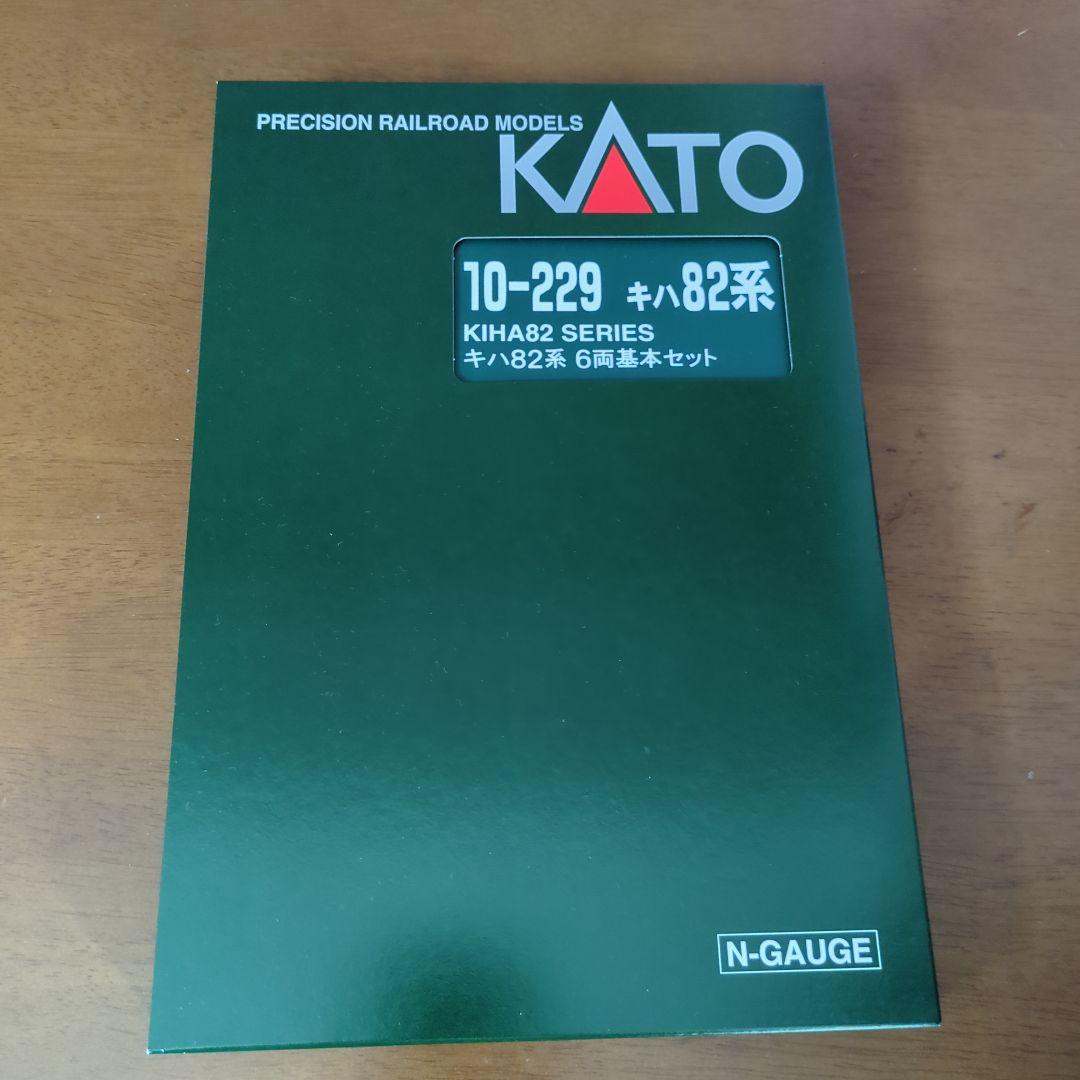 PRECISION RAILROAD MODELS
KATO
10-229 キハ82系
KIHA82 SERIES
キハ82系 6両基本セット
N-GAUGE